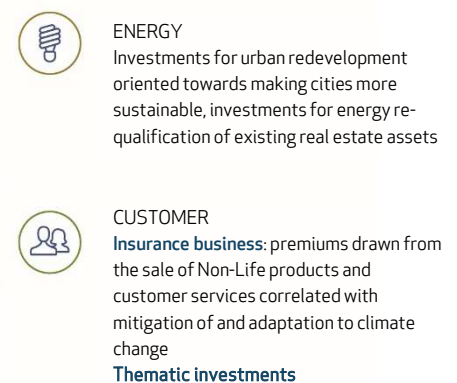 ENERGY
Investments for urban redevelopment
oriented towards making cities more
sustainable, investments for energy re-
qualification of existing real estate assets
CUSTOMER
Insurance business: premiums drawn from
the sale of Non-Life products and
customer services correlated with
mitigation of and adaptation to climate
change
Thematic investments